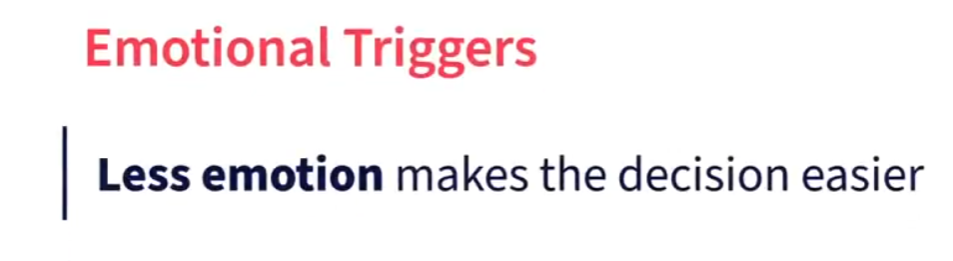 Emotional Triggers
Less emotion makes the decision easier